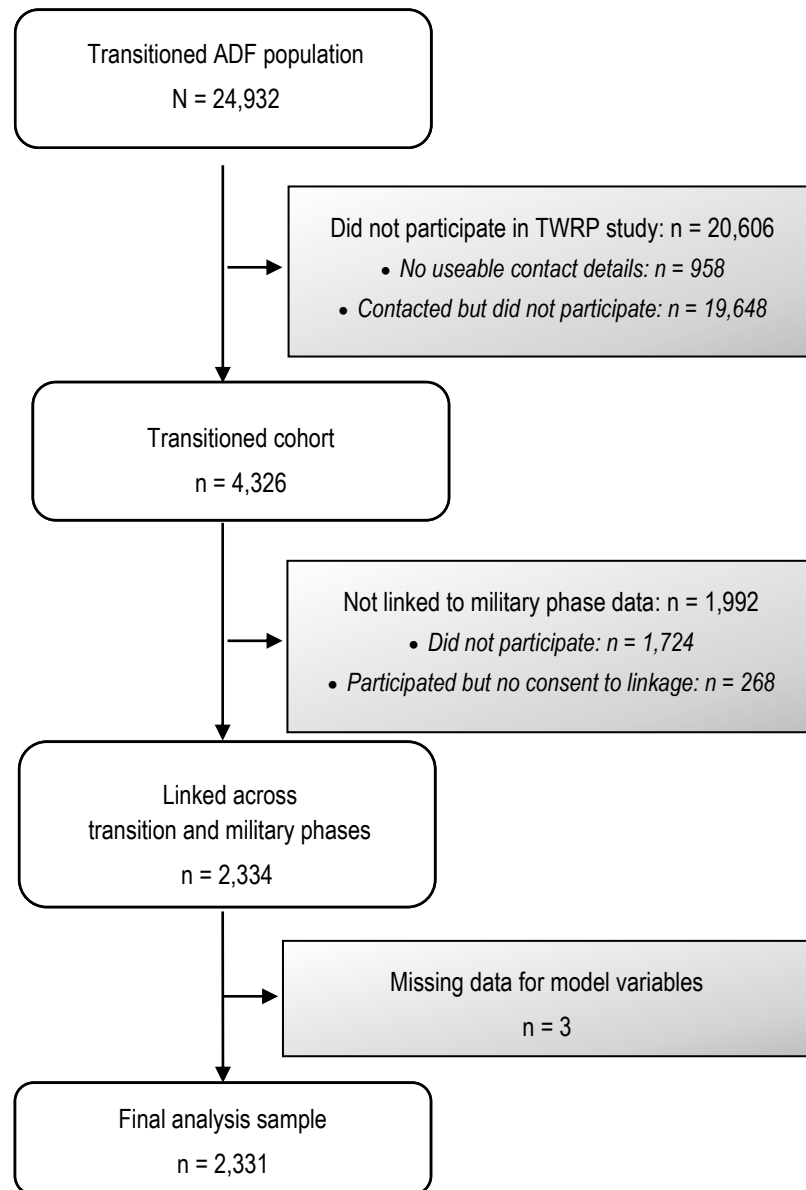 Transitioned ADF population
N = 24,932
Did not participate in TWRP study: n = 20,606
• No useable contact details: n = 958
• Contacted but did not participate: n = 19,648
Transitioned cohort
n = 4,326
Not linked to military phase data: n = 1,992
• Did not participate: n = 1,724
• Participated but no consent to linkage: n = 268
Linked across
transition and military phases
n = 2,334
Missing data for model variables
n = 3
Final analysis sample
n = 2,331